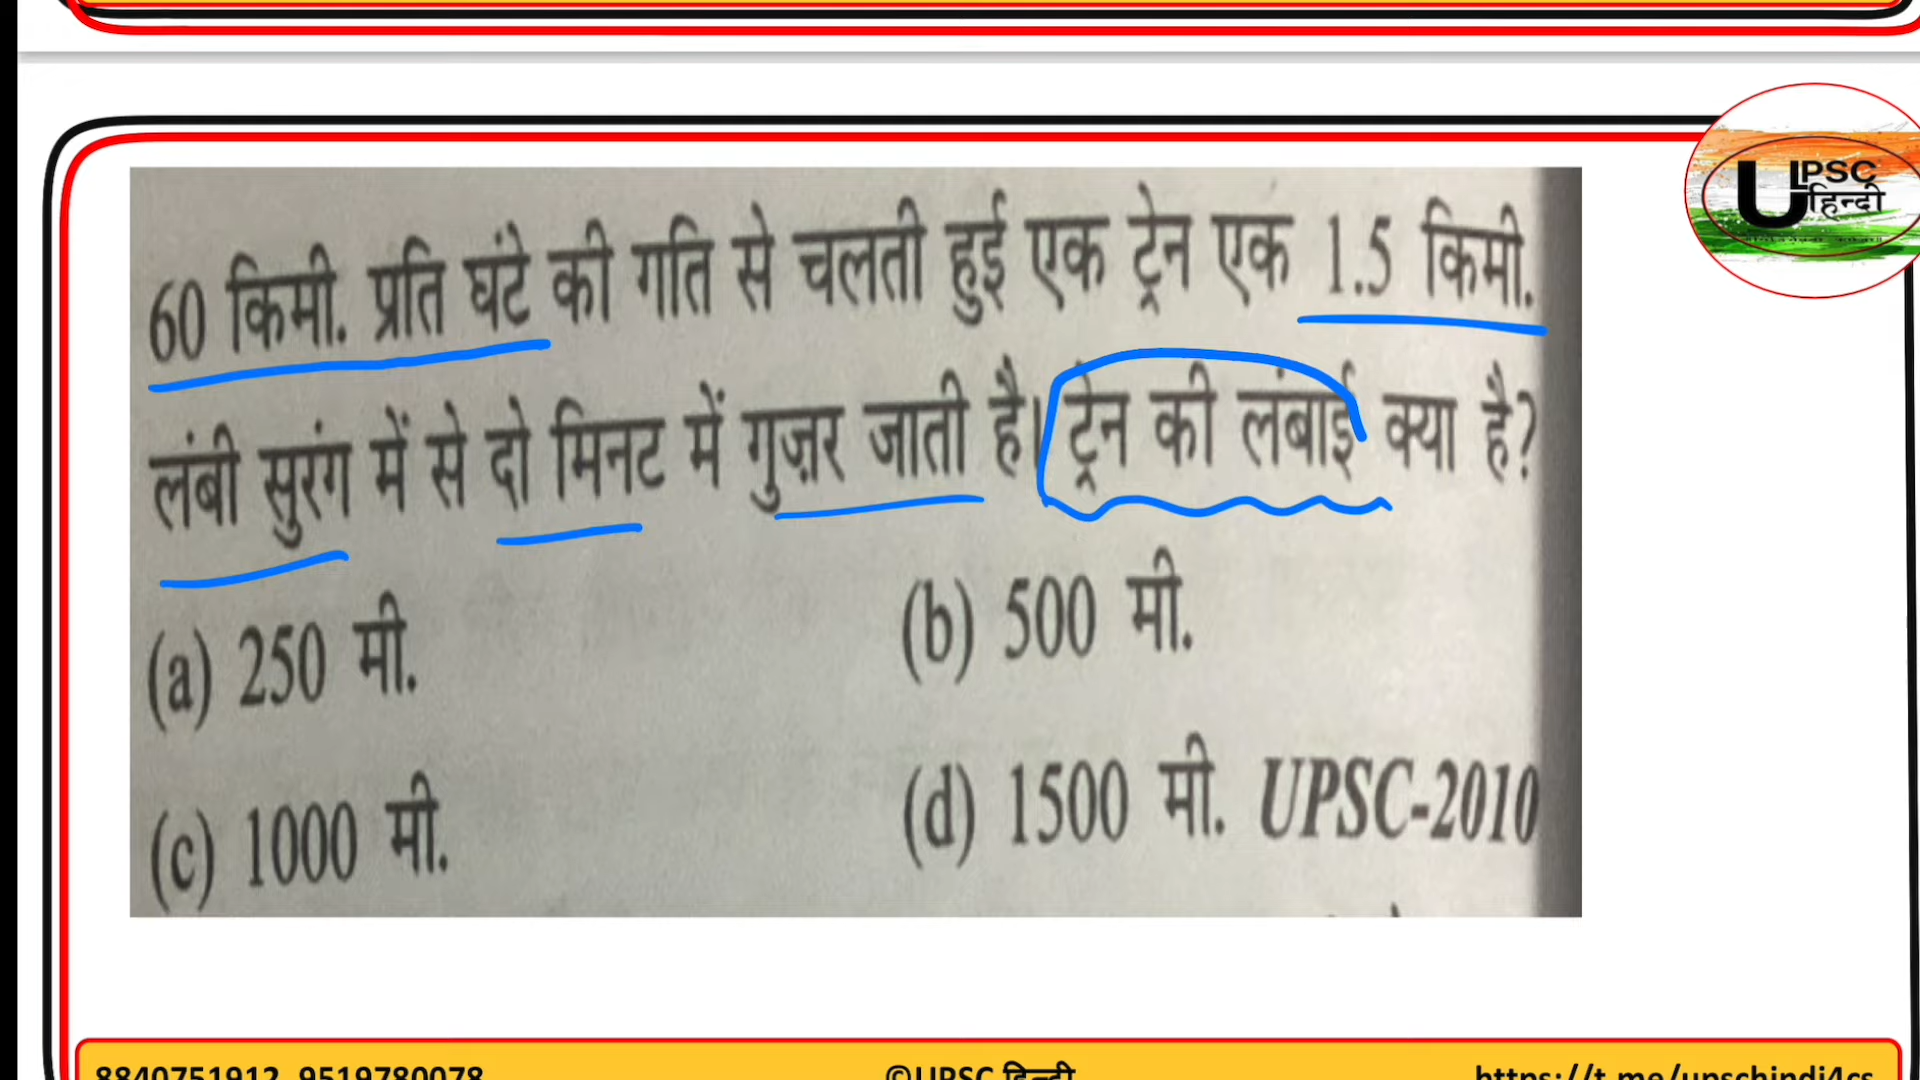 UPSC
हिन्दी
60 किमी. प्रति घंटे की गति से चलती हुई एक ट्रेन एक 1.5 किमी.
लंबी सुरंग में से दो मिनट में गुज़र जाती है। ट्रेन की लंबाई क्या है?
(a) 250 मी. (b) 500 मी.
(c) 1000 मी. (d) 1500 मी. UPSC-2010
8840751912, 9519780078 ©UPSC हिन्दी https://t.me/upschindi4cs